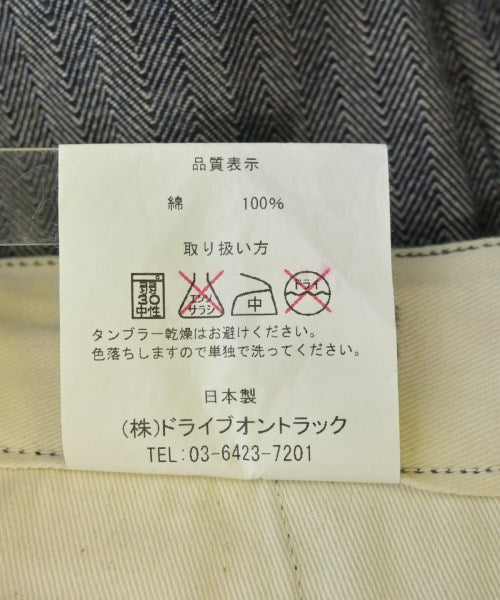 品質表示
綿 100%
取り扱い方
弱 30 中性 エンソ サラシ 中 ドライ
タンブラー乾燥はお避けください。
色落ちしますので単独で洗ってください。
日本製
(株)ドライブオントラック
TEL:03-6423-7201